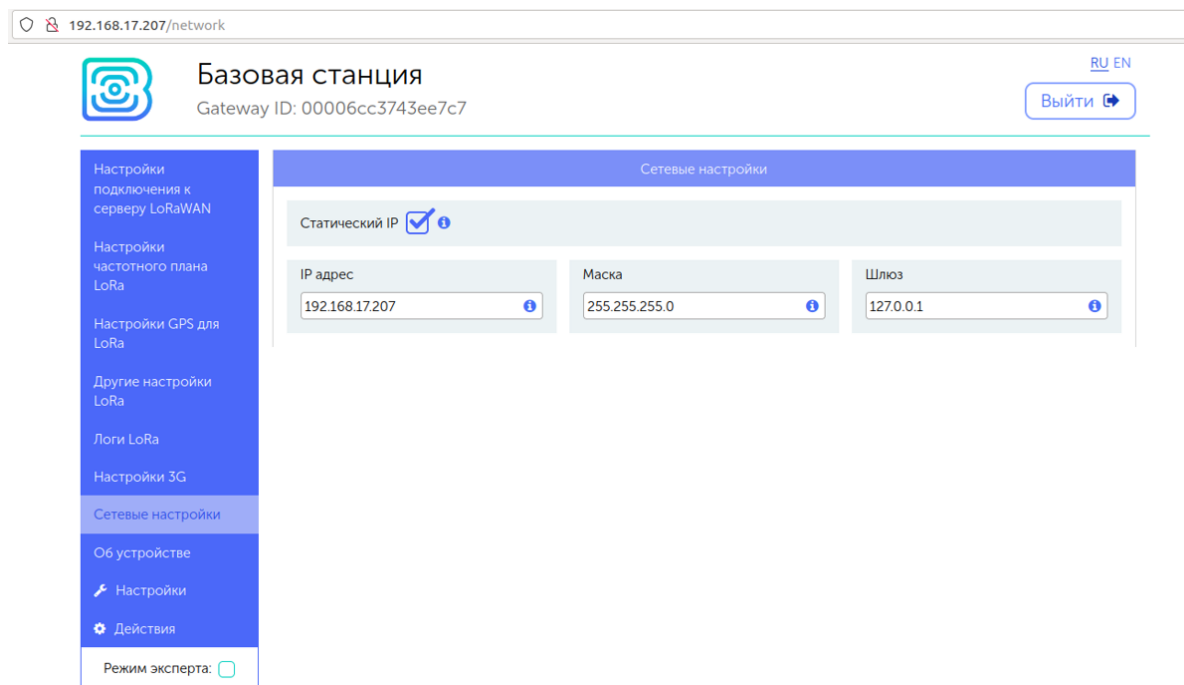 192.168.17.207/network
Базовая станция
Gateway ID: 00006cc3743ee7c7
RU EN
Выйти
Настройки
подключения к
серверу LoRaWAN
Настройки
частотного плана
LoRa
Настройки GPS для
LoRa
Другие настройки
LoRa
Логи LoRa
Настройки 3G
Сетевые настройки
Об устройстве
Настройки
Действия
Режим эксперта:
Сетевые настройки
Статический IP
IP адрес
192.168.17.207
Маска
255.255.255.0
Шлюз
127.0.0.1